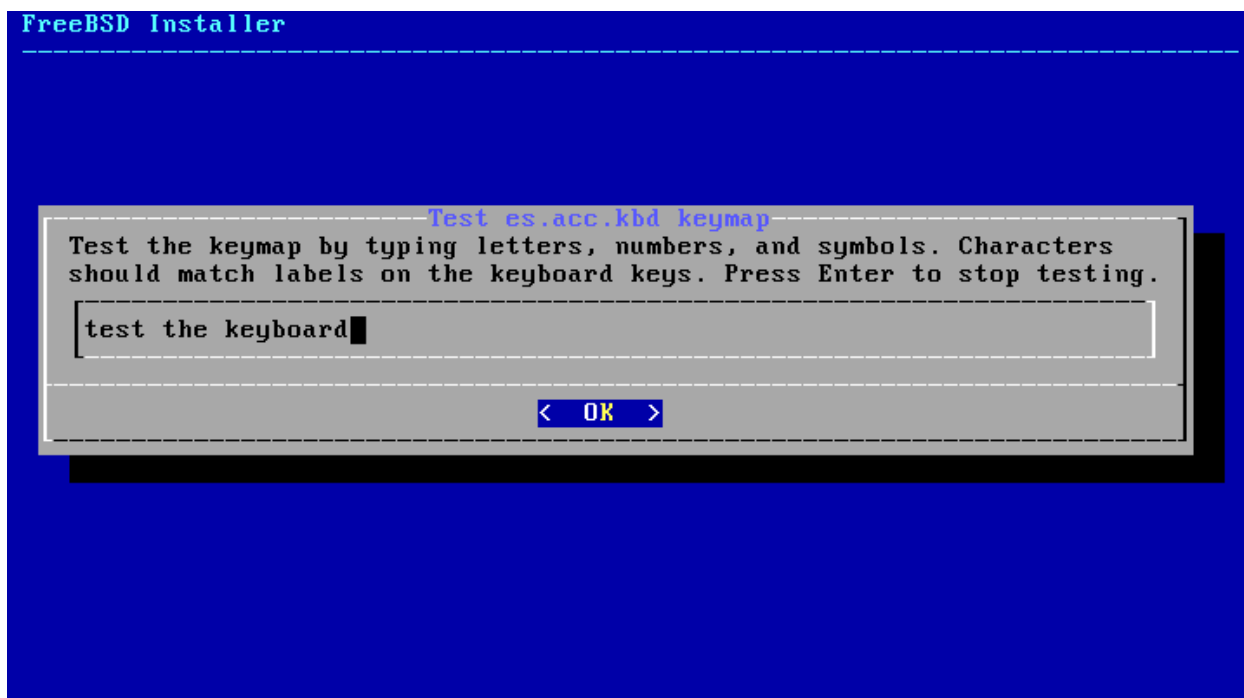 FreeBSD Installer
Test es.acc.kbd keymap
Test the keymap by typing letters, numbers, and symbols. Characters
should match labels on the keyboard keys. Press Enter to stop testing.
test the keyboard
< OK >